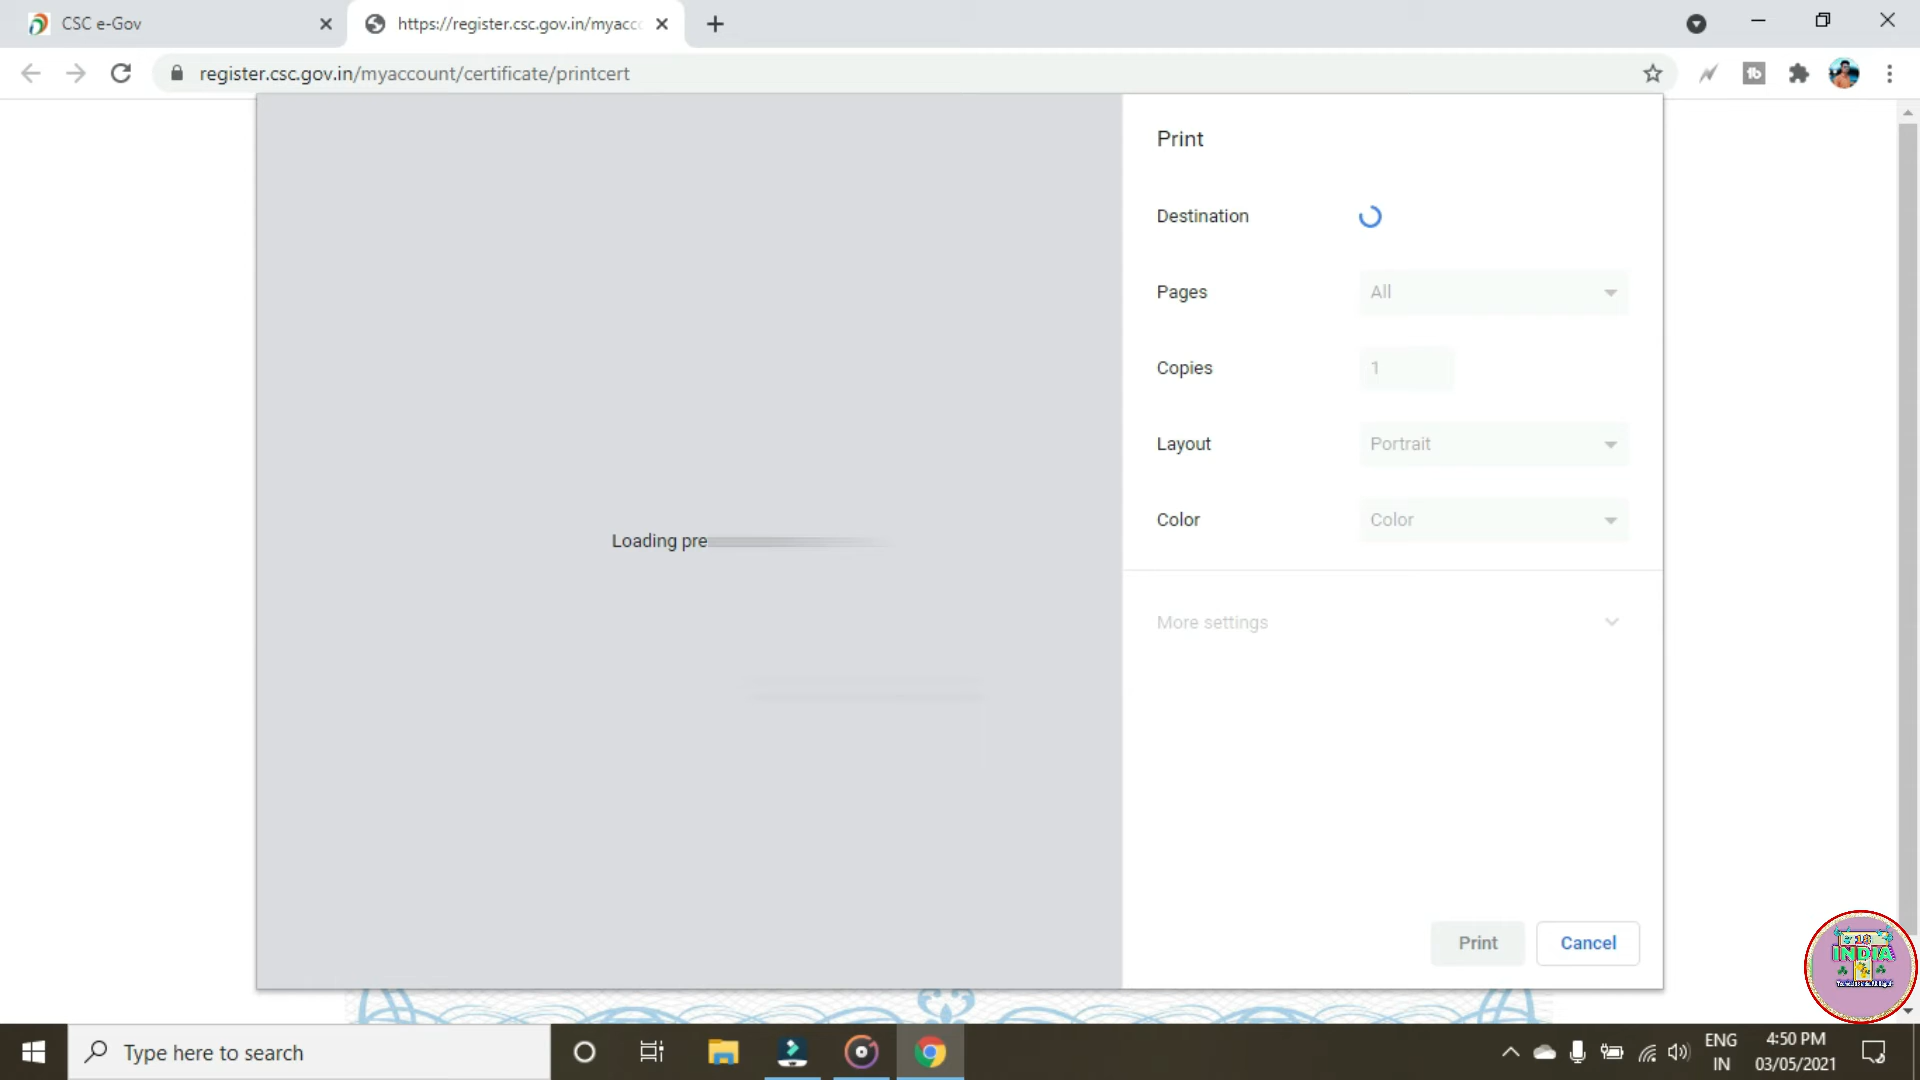 CSC e-Gov
https://register.csc.gov.in/myacc
register.csc.gov.in/myaccount/certificate/printcert
Print
Destination
Pages
All
Copies
1
Layout
Portrait
Color
Color
Loading pre
More settings
Print
Cancel
INDIA
Type here to search
ENG
IN
4:50 PM
03/05/2021